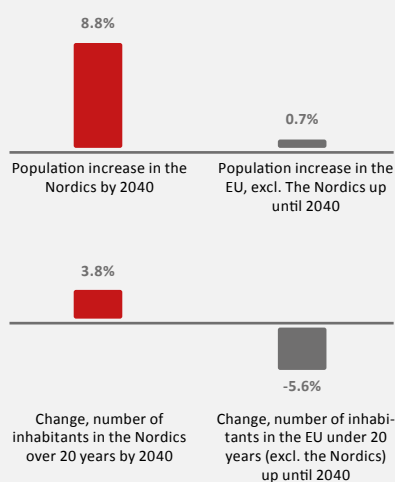 8.8%
0.7%
Population increase in the
Nordics by 2040
Population increase in the
EU, excl. The Nordics up
until 2040
3.8%
-5.6%
Change, number of
inhabitants in the Nordics
over 20 years by 2040
Change, number of inhabi-
tants in the EU under 20
years (excl. the Nordics)
up until 2040